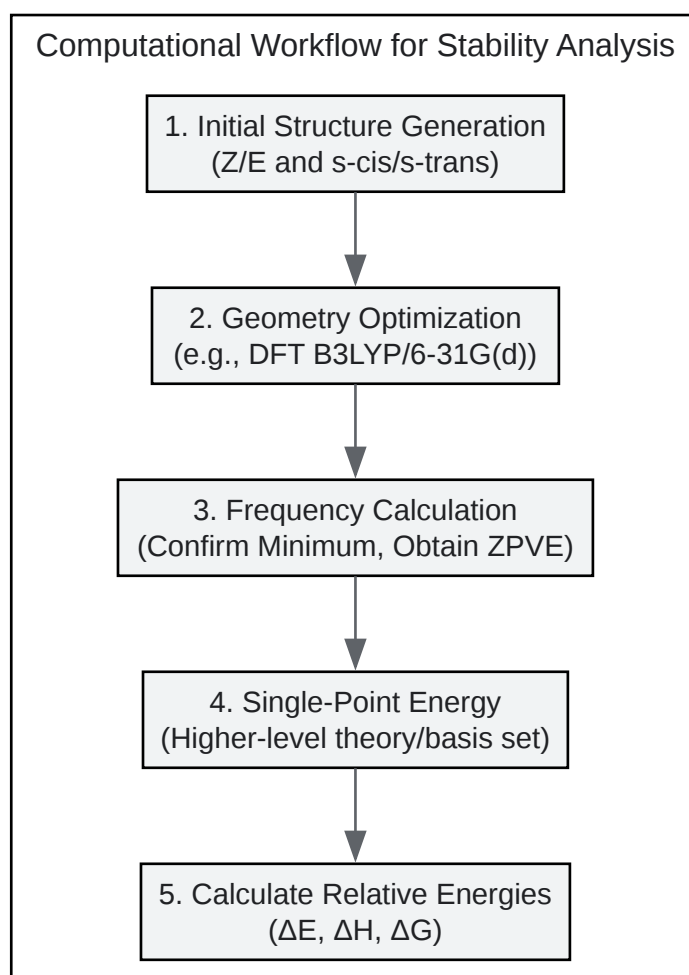 Computational Workflow for Stability Analysis
1. Initial Structure Generation
(Z/E and s-cis/s-trans)
2. Geometry Optimization
(e.g., DFT B3LYP/6-31G(d))
3. Frequency Calculation
(Confirm Minimum, Obtain ZPVE)
4. Single-Point Energy
(Higher-level theory/basis set)
5. Calculate Relative Energies
(ΔE, ΔH, ΔG)